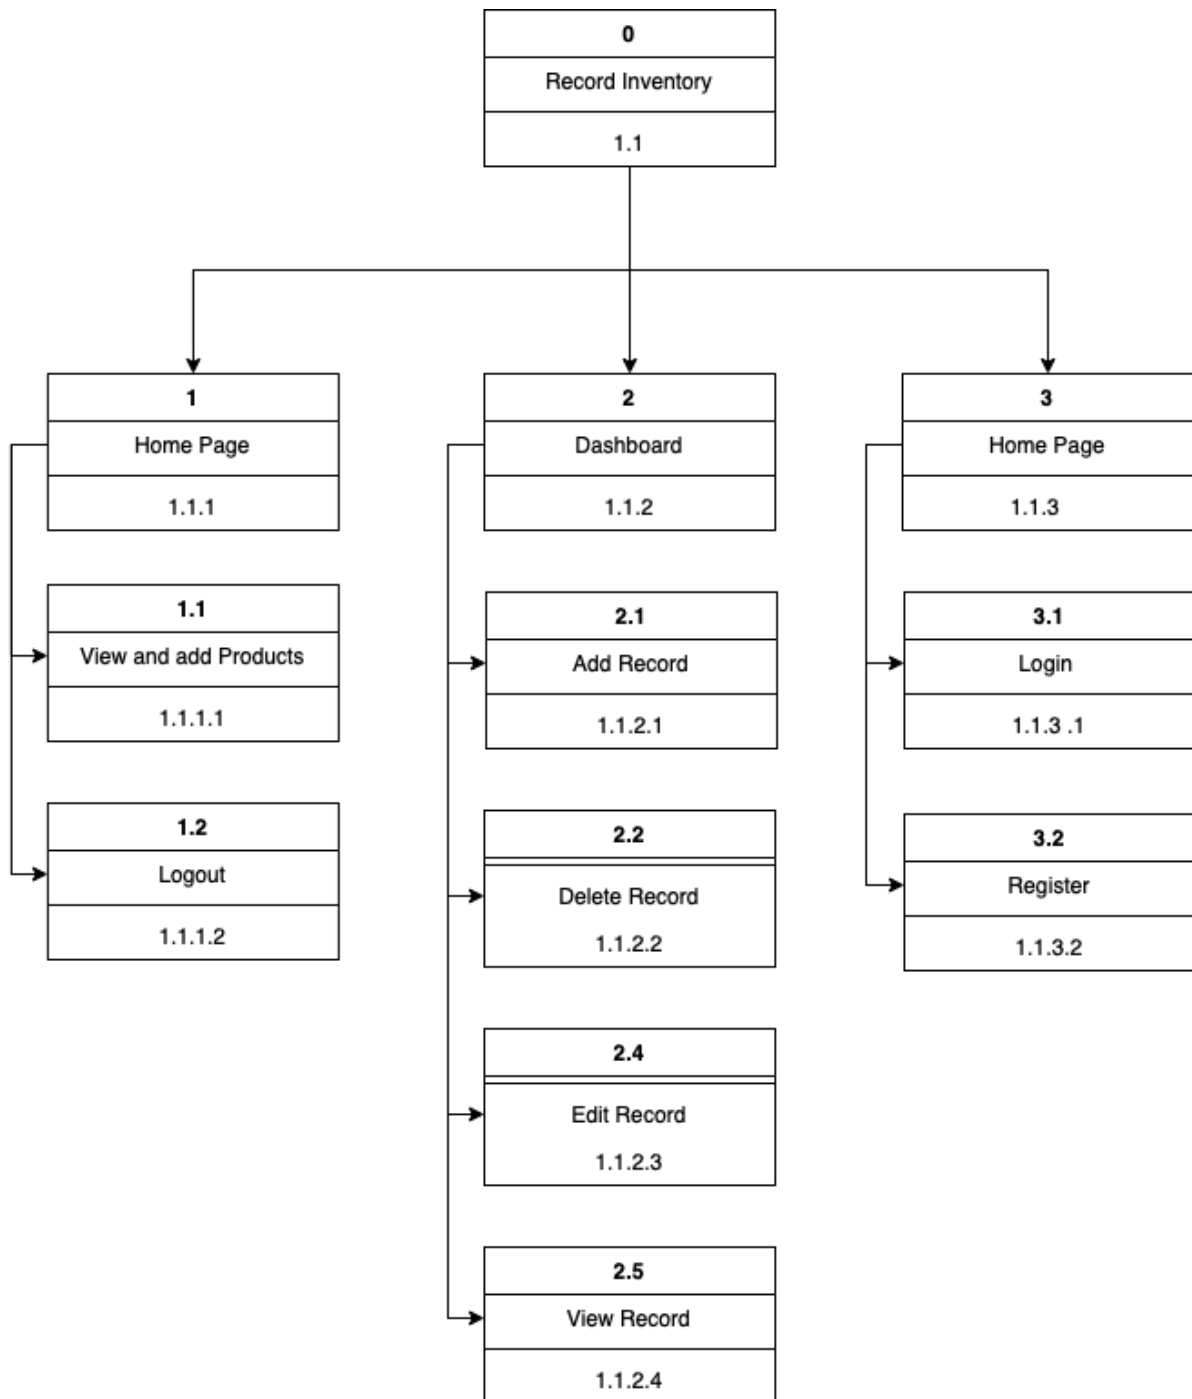 0
Record Inventory
1.1
1
Home Page
1.1.1
1.1
View and add Products
1.1.1.1
1.2
Logout
1.1.1.2
2
Dashboard
1.1.2
2.1
Add Record
1.1.2.1
2.2
Delete Record
1.1.2.2
2.4
Edit Record
1.1.2.3
2.5
View Record
1.1.2.4
3
Home Page
1.1.3
3.1
Login
1.1.3 .1
3.2
Register
1.1.3.2